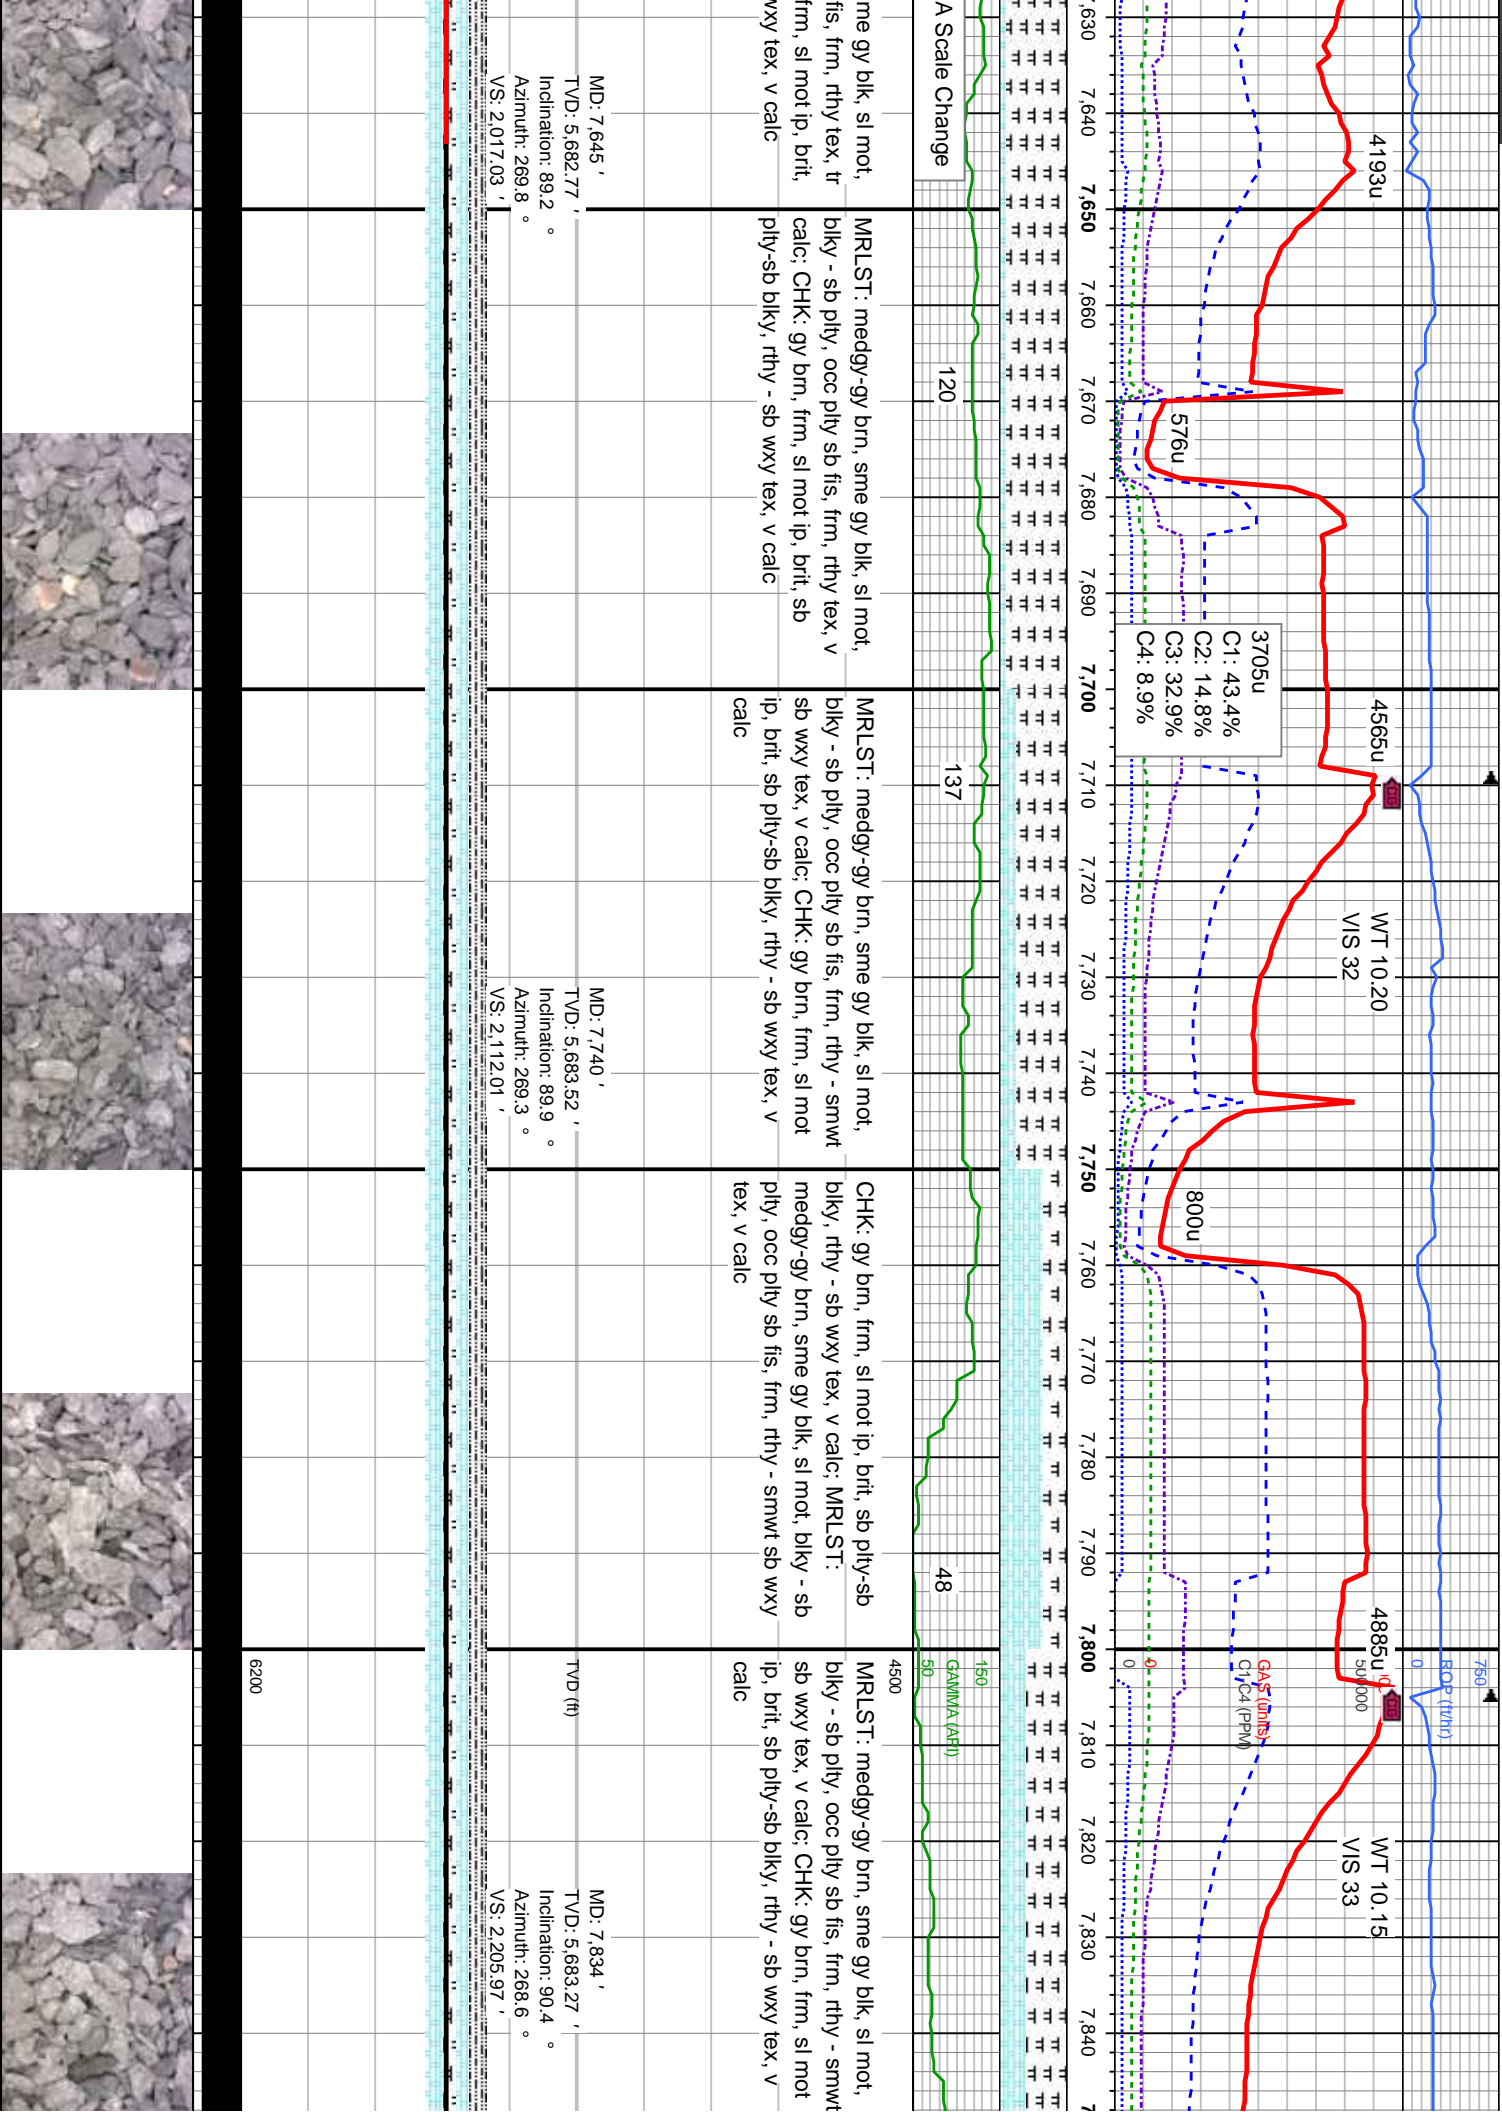 7,630
7,640
7,650
7,660
7,670
7,680
7,690
7,700
7,710
7,720
7,730
7,740
7,750
7,760
7,770
7,780
7,790
7,800
7,810
7,820
7,830
7,840
4193u
576u
3705u
C1: 43.4%
C2: 14.8%
C3: 32.9%
C4: 8.9%
4565u
WT 10.20
VIS 32
800u
4885u
WT 10.15
VIS 33
750
ROP (ft/hr)
0
500000
GAS (units)
C1-C4 (PPM)
0
0
A Scale Change
120
137
48
150
GAMMA (API)
50
me gy blk, sl mot,
fis, frm, rthy tex, tr
frm, sl mot ip, brit,
wxy tex, v calc
MRLST: medgy-gy brn, sme gy blk, sl mot,
blky - sb plty, occ plty sb fis, frm, rthy tex, v
calc; CHK: gy brn, frm, sl mot ip, brit, sb
plty-sb blky, rthy - sb wxy tex, v calc
MRLST: medgy-gy brn, sme gy blk, sl mot,
blky - sb plty, occ plty sb fis, frm, rthy - smwt
sb wxy tex, v calc; CHK: gy brn, frm, sl mot
ip, brit, sb plty-sb blky, rthy - sb wxy tex, v
calc
CHK: gy brn, frm, sl mot ip, brit, sb plty-sb
blky, rthy - sb wxy tex, v calc; MRLST:
medgy-gy brn, sme gy blk, sl mot, blky - sb
plty, occ plty sb fis, frm, rthy - smwt sb wxy
tex, v calc
MRLST: medgy-gy brn, sme gy blk, sl mot,
blky - sb plty, occ plty sb fis, frm, rthy - smwt
sb wxy tex, v calc; CHK: gy brn, frm, sl mot
ip, brit, sb plty-sb blky, rthy - sb wxy tex, v
calc
MD: 7,645 '
TVD: 5,682.77 '
Inclination: 89.2 °
Azimuth: 269.8 °
VS: 2,017.03 '
MD: 7,740 '
TVD: 5,683.52 '
Inclination: 89.9 °
Azimuth: 269.3 °
VS: 2,112.01 '
MD: 7,834 '
TVD: 5,683.27 '
Inclination: 90.4 °
Azimuth: 268.6 °
VS: 2,205.97 '
4500
TVD (ft)
6200